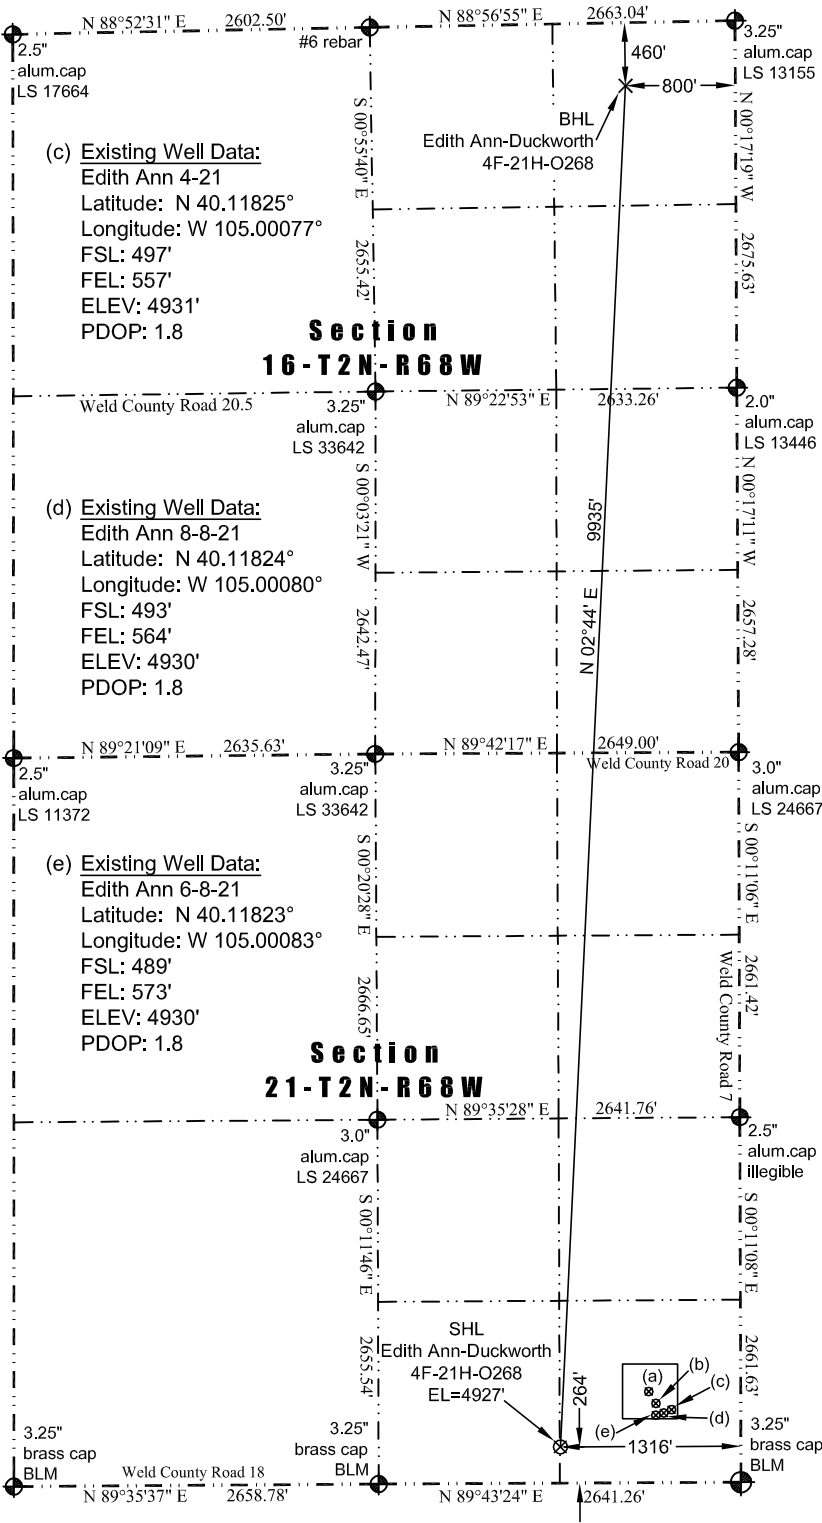 N 88°52'31" E 2602.50'
N 88°56'55" E 2663.04'
2.5"
alum.cap
LS 17664
#6 rebar
3.25"
alum.cap
LS 13155
460'
800'
BHL
Edith Ann-Duckworth
4F-21H-O268
S 00°55'40" E
2655.42'
N 00°17'19" W
2675.63'
(c) Existing Well Data:
Edith Ann 4-21
Latitude: N 40.11825°
Longitude: W 105.00077°
FSL: 497'
FEL: 557'
ELEV: 4931'
PDOP: 1.8
Section
16-T2N-R68W
Weld County Road 20.5
3.25"
alum.cap
LS 33642
N 89°22'53" E 2633.26'
2.0"
alum.cap
LS 13446
S 00°03'21" W
2642.47'
N 00°17'11" W
2657.28'
9935'
N 02°44' E
(d) Existing Well Data:
Edith Ann 8-8-21
Latitude: N 40.11824°
Longitude: W 105.00080°
FSL: 493'
FEL: 564'
ELEV: 4930'
PDOP: 1.8
N 89°21'09" E 2635.63'
N 89°42'17" E 2649.00'
Weld County Road 20
2.5"
alum.cap
LS 11372
3.25"
alum.cap
LS 33642
3.0"
alum.cap
LS 24667
S 00°20'28" E
2666.65'
S 00°11'06" E
2661.42'
Weld County Road 7
(e) Existing Well Data:
Edith Ann 6-8-21
Latitude: N 40.11823°
Longitude: W 105.00083°
FSL: 489'
FEL: 573'
ELEV: 4930'
PDOP: 1.8
Section
21-T2N-R68W
N 89°35'28" E 2641.76'
3.0"
alum.cap
LS 24667
2.5"
alum.cap
illegible
S 00°11'46" E
2655.54'
S 00°11'08" E
2661.63'
SHL
Edith Ann-Duckworth
4F-21H-O268
EL=4927'
264'
1316'
(a)
(b)
(c)
(d)
(e)
3.25"
brass cap
BLM
3.25"
brass cap
BLM
3.25"
brass cap
BLM
Weld County Road 18
N 89°35'37" E 2658.78'
N 89°43'24" E 2641.26'